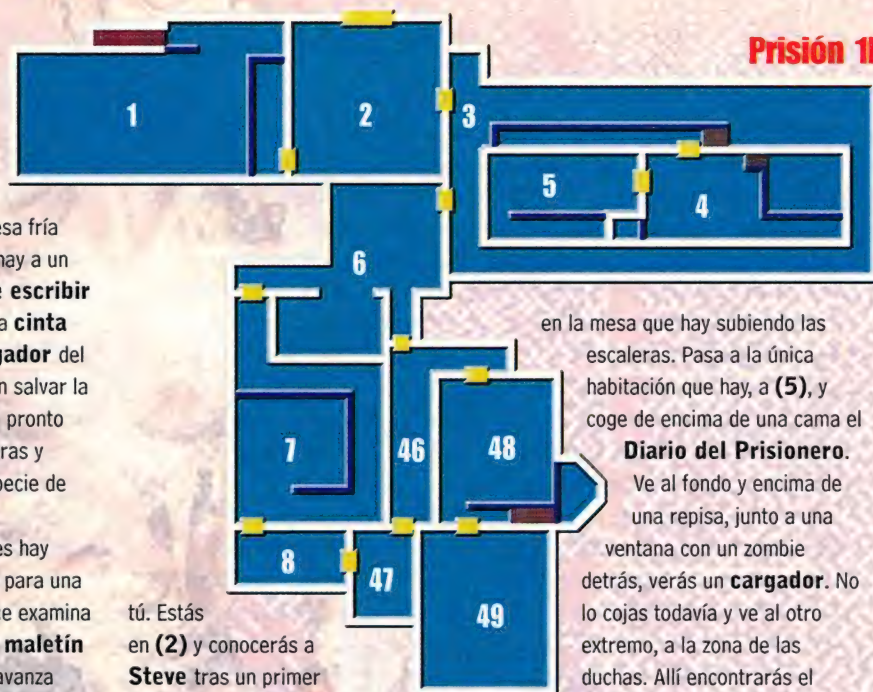 Prisión 1
1
2
3
5
4
6
7
46
48
8
47
49
esa fría
hay a un
escribir
a cinta
gador del
n salvar la
pronto
ras y
pecie de
es hay
para una
ce examina
maletín
avanza
tú. Estás
en (2) y conocerás a
Steve tras un primer
en la mesa que hay subiendo las
escaleras. Pasa a la única
habitación que hay, a (5), y
coge de encima de una cama el
Diario del Prisionero.
Ve al fondo y encima de
una repisa, junto a una
ventana con un zombie
detrás, verás un cargador. No
lo cojas todavía y ve al otro
extremo, a la zona de las
duchas. Allí encontrarás el